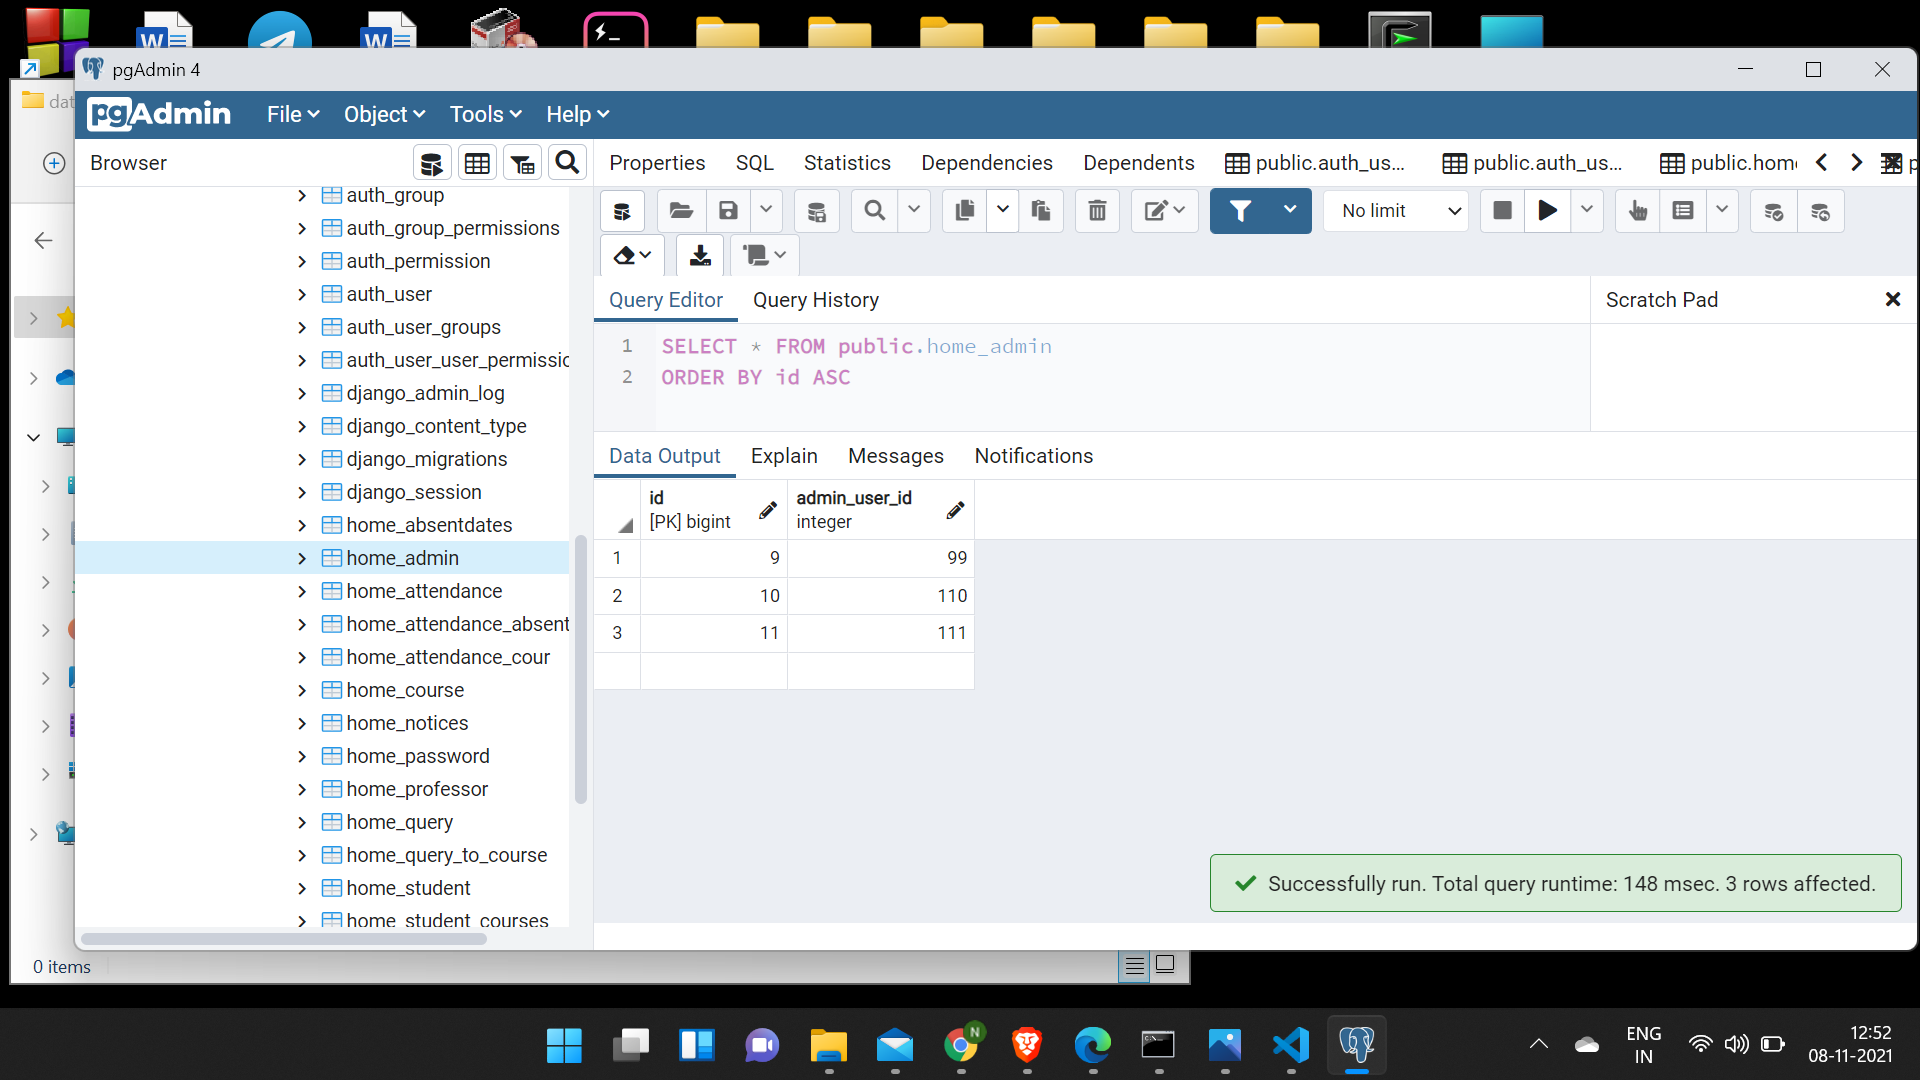 pgAdmin 4
dat
pgAdmin
File
Object
Tools
Help
Browser
Properties
SQL
Statistics
Dependencies
Dependents
public.auth_us...
public.auth_us...
public.hom
p
No limit
auth_group
auth_group_permissions
auth_permission
auth_user
auth_user_groups
auth_user_user_permissio
django_admin_log
django_content_type
django_migrations
django_session
home_absentdates
home_admin
home_attendance
home_attendance_absent
home_attendance_cour
home_course
home_notices
home_password
home_professor
home_query
home_query_to_course
home_student
home_student_courses
Query Editor
Query History
Scratch Pad
1 SELECT * FROM public.home_admin
2 ORDER BY id ASC
Data Output
Explain
Messages
Notifications
id
[PK] bigint
admin_user_id
integer
1 9 99
2 10 110
3 11 111
Successfully run. Total query runtime: 148 msec. 3 rows affected.
0 items
N
ENG
IN
12:52
08-11-2021